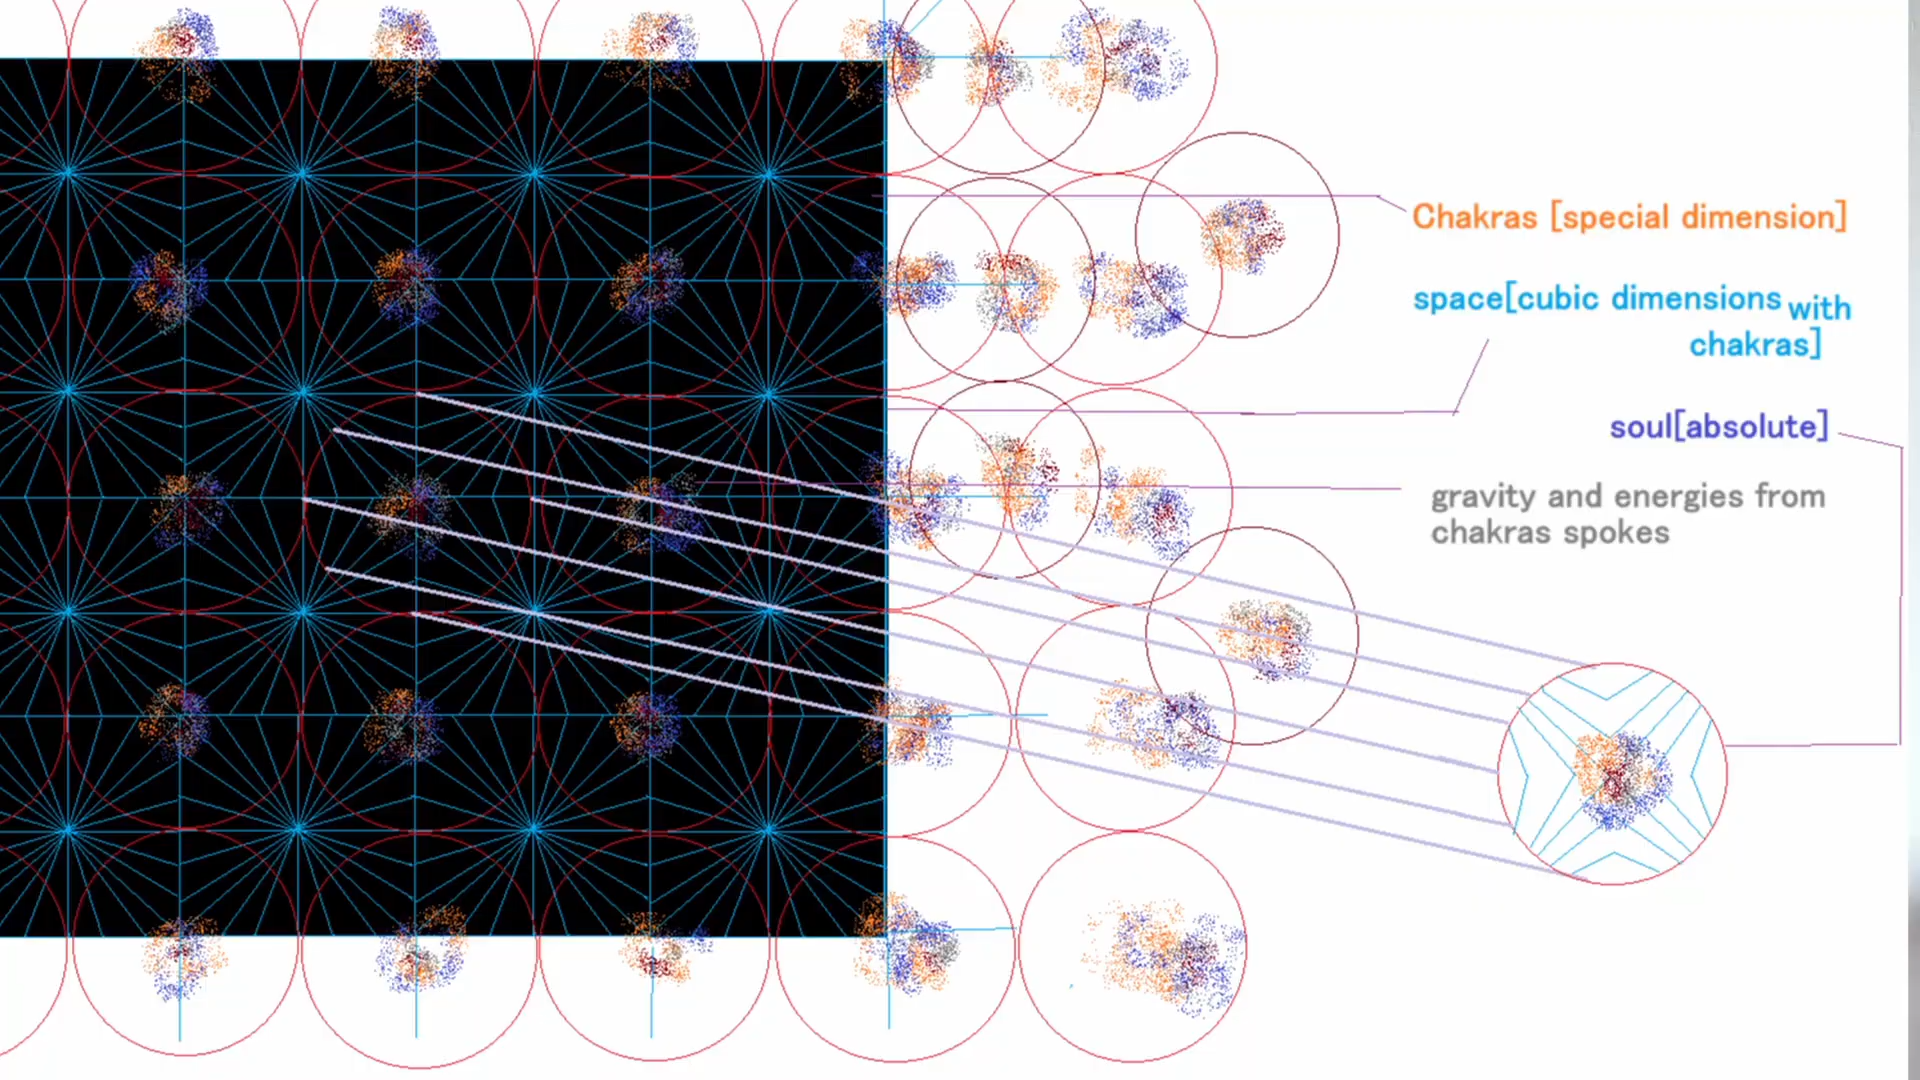 Chakras [special dimension]
space[cubic dimensions with
chakras]
soul[absolute]
gravity and energies from
chakras spokes